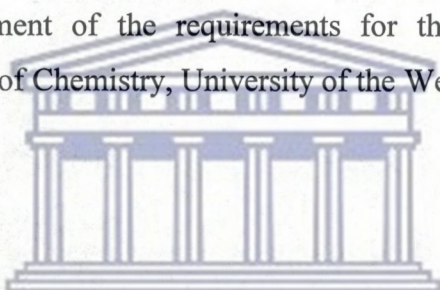 ment of the requirements for th
of Chemistry, University of the We